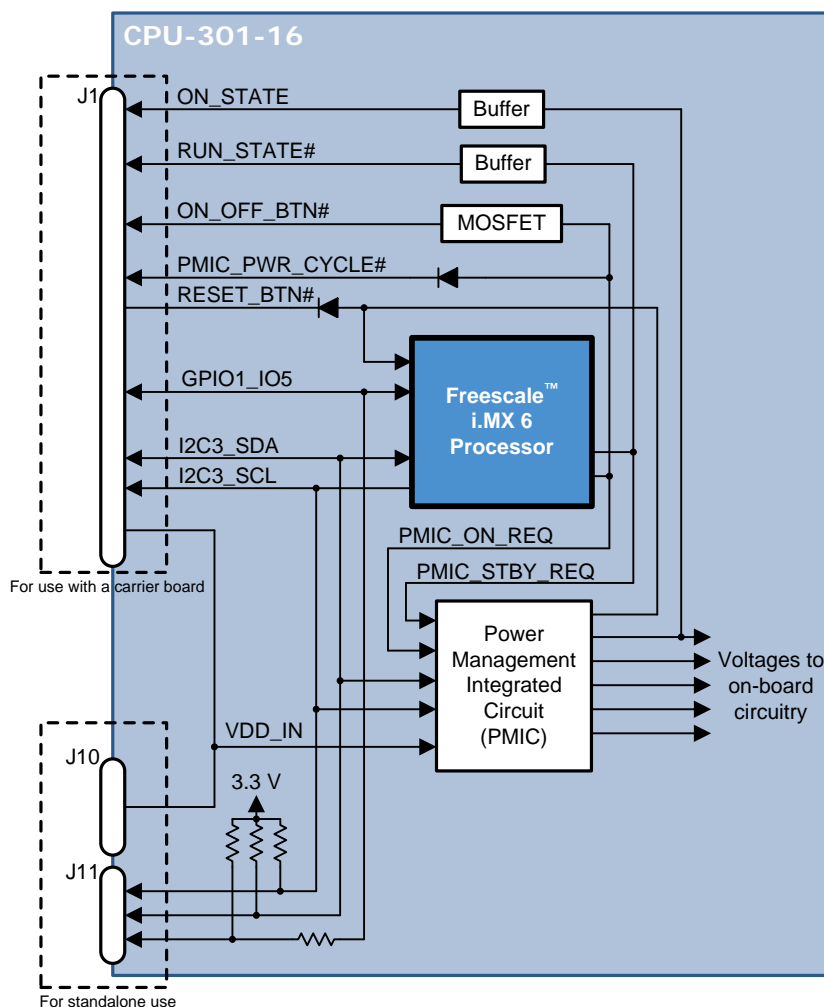 CPU-301-16
J1
ON_STATE
Buffer
RUN_STATE#
Buffer
ON_OFF_BTN#
MOSFET
PMIC_PWR_CYCLE#
RESET_BTN#
GPIO1_IO5
Freescale™
i.MX 6
Processor
I2C3_SDA
I2C3_SCL
PMIC_ON_REQ
PMIC_STBY_REQ
For use with a carrier board
Power
Management
Integrated
Circuit
(PMIC)
Voltages to
on-board
circuitry
VDD_IN
J10
3.3 V
J11
For standalone use